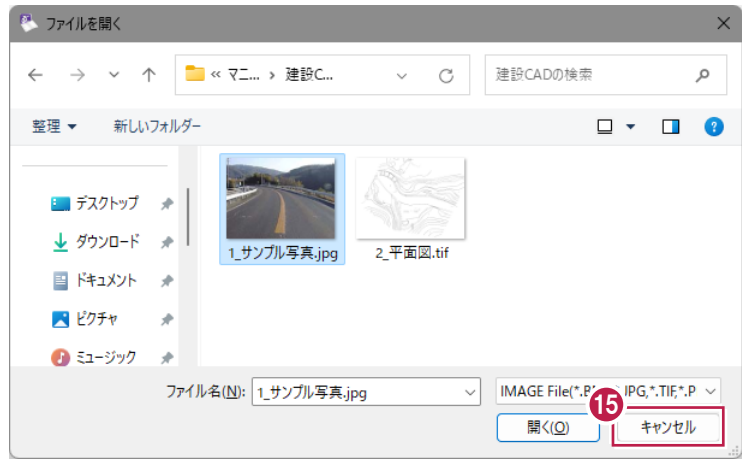 ファイルを開く
« マニ... › 建設C...
建設CADの検索
整理
新しいフォルダー
デスクトップ
ダウンロード
ドキュメント
ピクチャ
ミュージック
1_サンプル写真.jpg
2_平面図.tif
ファイル名(N): 1_サンプル写真.jpg
IMAGE File(*.B PG,*.TIF,*.P
15
開く(O)
キャンセル